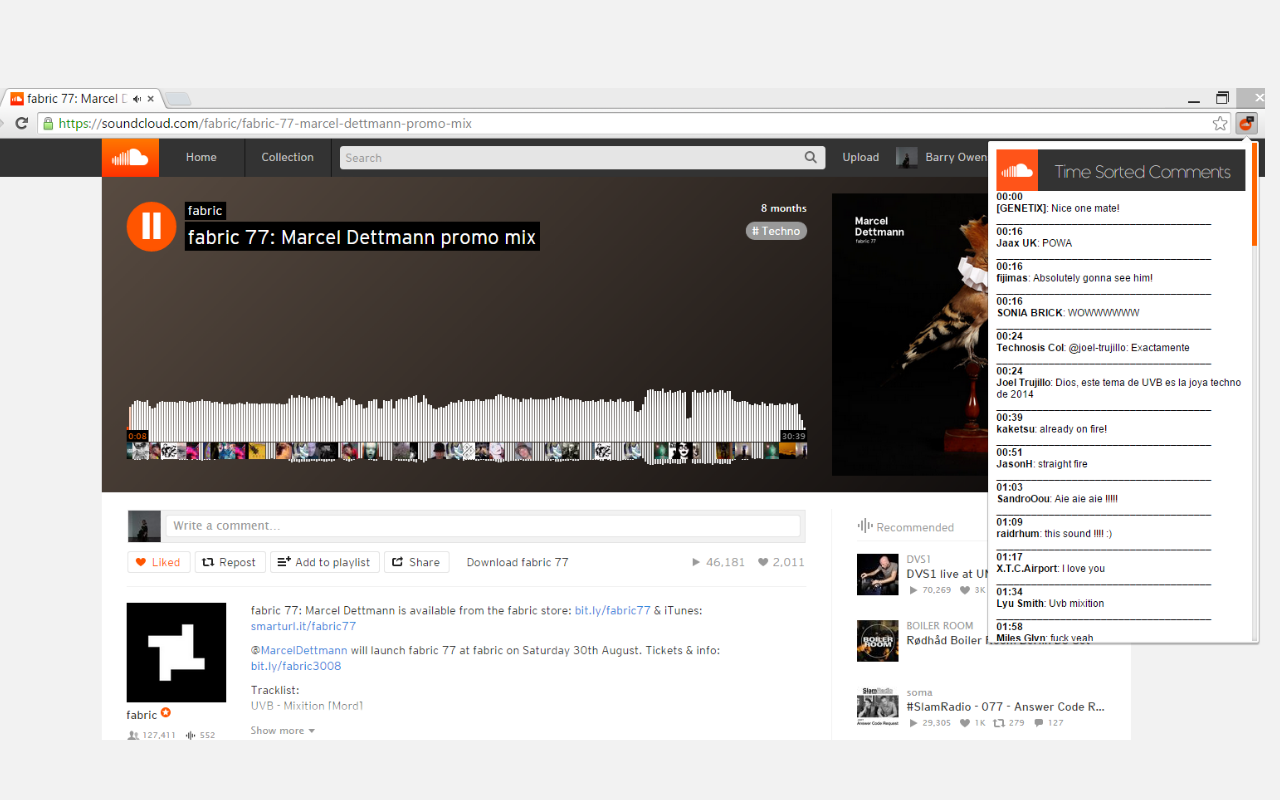 fabric 77: Marcel D
https://soundcloud.com/fabric/fabric-77-marcel-dettmann-promo-mix
Home
Collection
Search
Upload
Barry Owen
fabric
fabric 77: Marcel Dettmann promo mix
8 months
# Techno
Marcel
Dettmann
fabric 77
0:08
30:39
Write a comment...
Liked
Repost
Add to playlist
Share
Download fabric 77
46,181
2,011
fabric 77: Marcel Dettmann is available from the fabric store: bit.ly/fabric77 & iTunes:
smarturl.it/fabric77
@MarcelDettmann will launch fabric 77 at fabric on Saturday 30th August. Tickets & info:
bit.ly/fabric3008
Tracklist:
UVB - Mixition [Mord]
Show more
fabric
127,411
552
Recommended
DVS1
DVS1 live at
70,269
3K
BOILER ROOM
BOILER
ROOM
Rødhåd Boiler
soma
SlamRadio
Answer Code Request
#SlamRadio - 077 - Answer Code R...
29,305
1K
279
127
Time Sorted Comments
00:00
[GENETIX]: Nice one mate!
00:16
Jaax UK: POWA
00:16
fijimas: Absolutely gonna see him!
00:16
SONIA BRICK: WOWWWWWW
00:24
Technosis Col: @joel-trujillo: Exactamente
00:24
Joel Trujillo: Dios, este tema de UVB es la joya techno
de 2014
00:39
kaketsu: already on fire!
00:51
JasonH: straight fire
01:03
SandroOou: Aie aie aie !!!!!
01:09
raidrhum: this sound !!!! :)
01:17
X.T.C.Airport: I love you
01:34
Lyu Smith: Uvb mixition
01:58
Miles Glyn: fuck yeah